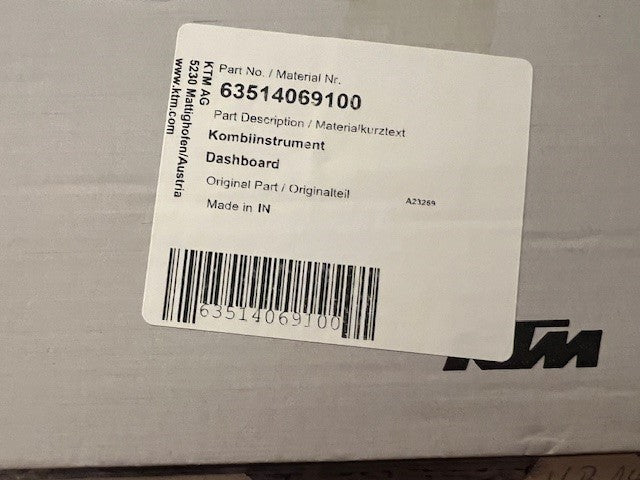 KTM AG
5230 Mattighofen/Austria
www.ktm.com
Part No. / Material Nr.
63514069100
Part Description / Materialkurztext
Kombiinstrument
Dashboard
Original Part / Originalteil
A23269
Made in IN
63514069100
KTM